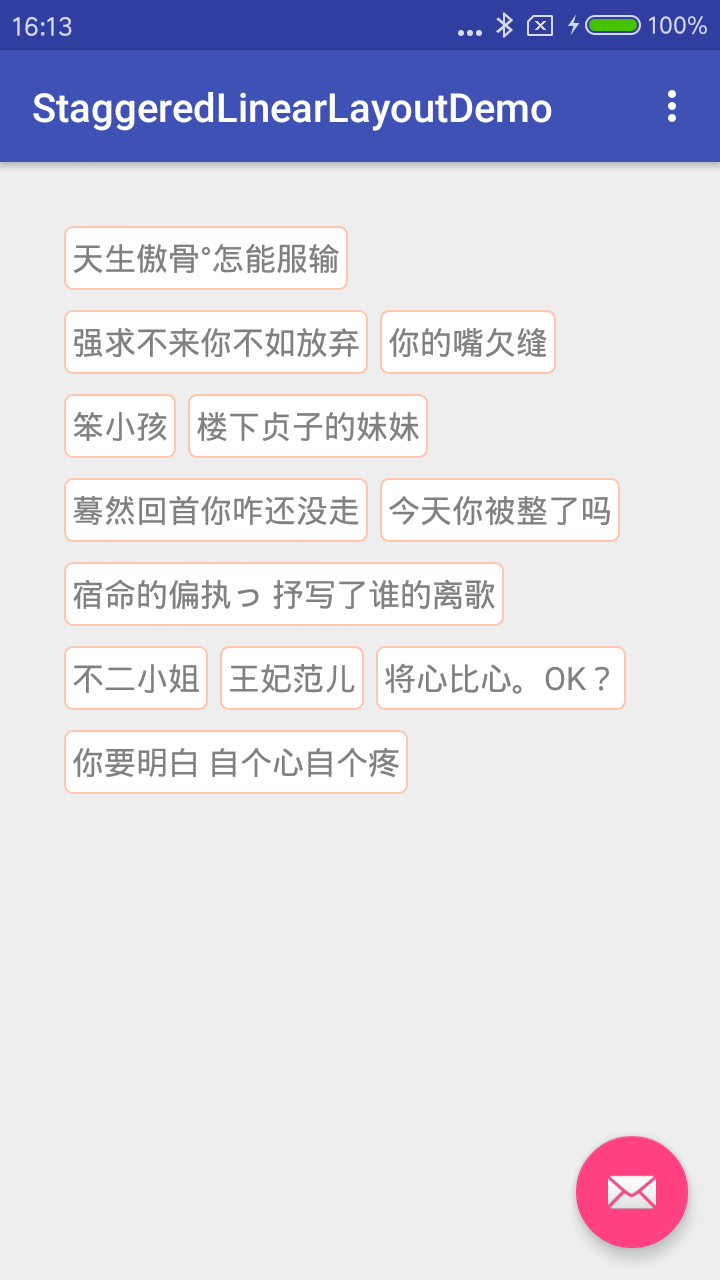 16:13 100%
StaggeredLinearLayoutDemo
天生傲骨°怎能服输
强求不来你不如放弃 你的嘴欠缝
笨小孩 楼下贞子的妹妹
蓦然回首你咋还没走 今天你被整了吗
宿命的偏执っ 抒写了谁的离歌
不二小姐 王妃范儿 将心比心。OK？
你要明白 自个心自个疼